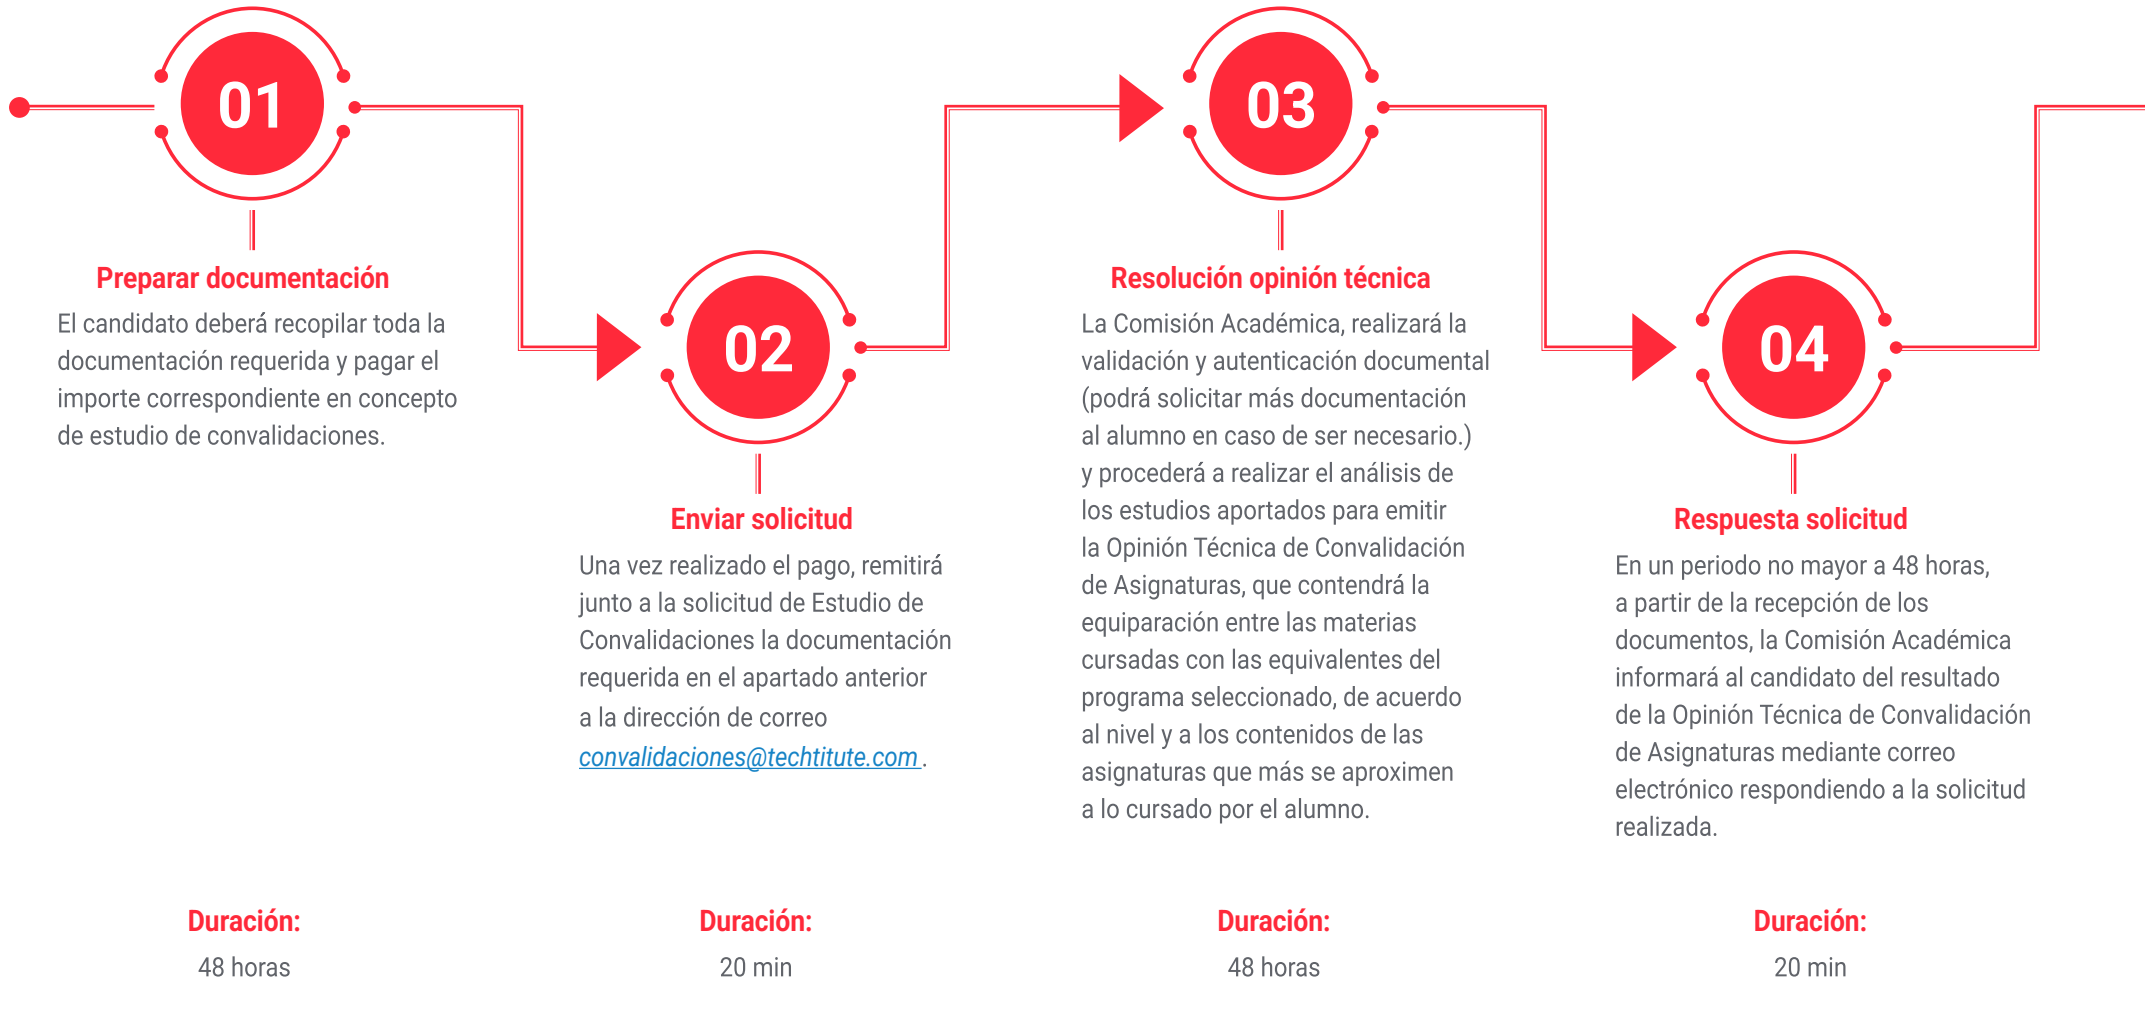 01
Preparar documentación
El candidato deberá recopilar toda la
documentación requerida y pagar el
importe correspondiente en concepto
de estudio de convalidaciones.
Duración:
48 horas
02
Enviar solicitud
Una vez realizado el pago, remitirá
junto a la solicitud de Estudio de
Convalidaciones la documentación
requerida en el apartado anterior
a la dirección de correo
convalidaciones@techtitute.com .
Duración:
20 min
03
Resolución opinión técnica
La Comisión Académica, realizará la
validación y autenticación documental
(podrá solicitar más documentación
al alumno en caso de ser necesario.)
y procederá a realizar el análisis de
los estudios aportados para emitir
la Opinión Técnica de Convalidación
de Asignaturas, que contendrá la
equiparación entre las materias
cursadas con las equivalentes del
programa seleccionado, de acuerdo
al nivel y a los contenidos de las
asignaturas que más se aproximen
a lo cursado por el alumno.
Duración:
48 horas
04
Respuesta solicitud
En un periodo no mayor a 48 horas,
a partir de la recepción de los
documentos, la Comisión Académica
informará al candidato del resultado
de la Opinión Técnica de Convalidación
de Asignaturas mediante correo
electrónico respondiendo a la solicitud
realizada.
Duración:
20 min